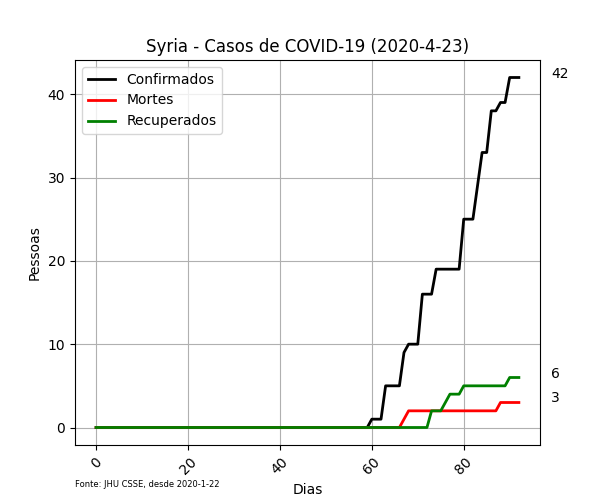 Syria - Casos de COVID-19 (2020-4-23)
Confirmados
Mortes
Recuperados
42
6
3
40
30
20
10
0
Pessoas
0
20
40
60
80
Dias
Fonte: JHU CSSE, desde 2020-1-22